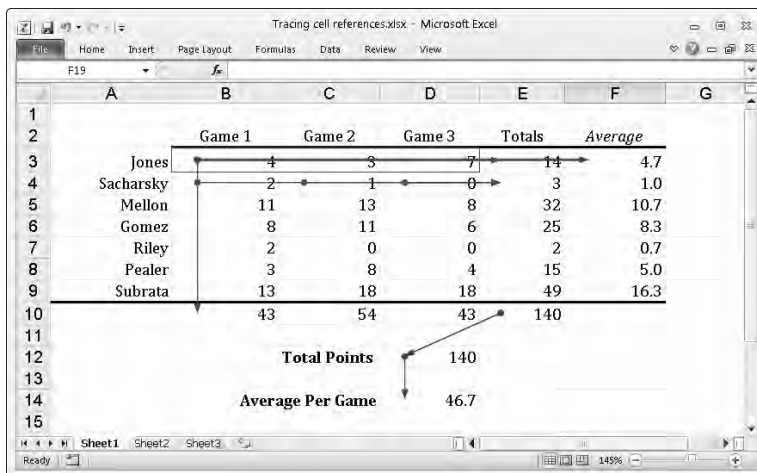 Tracing cell references.xlsx - Microsoft Excel
File Home Insert Page Layout Formulas Data Review View
F19 fx
A B C D E F G
1
2 Game 1 Game 2 Game 3 Totals Average
3 Jones 4 3 7 14 4.7
4 Sacharsky 2 1 0 3 1.0
5 Mellon 11 13 8 32 10.7
6 Gomez 8 11 6 25 8.3
7 Riley 2 0 0 2 0.7
8 Pealer 3 8 4 15 5.0
9 Subrata 13 18 18 49 16.3
10 43 54 43 140
11
12 Total Points 140
13
14 Average Per Game 46.7
15
Sheet1 Sheet2 Sheet3
Ready 145%